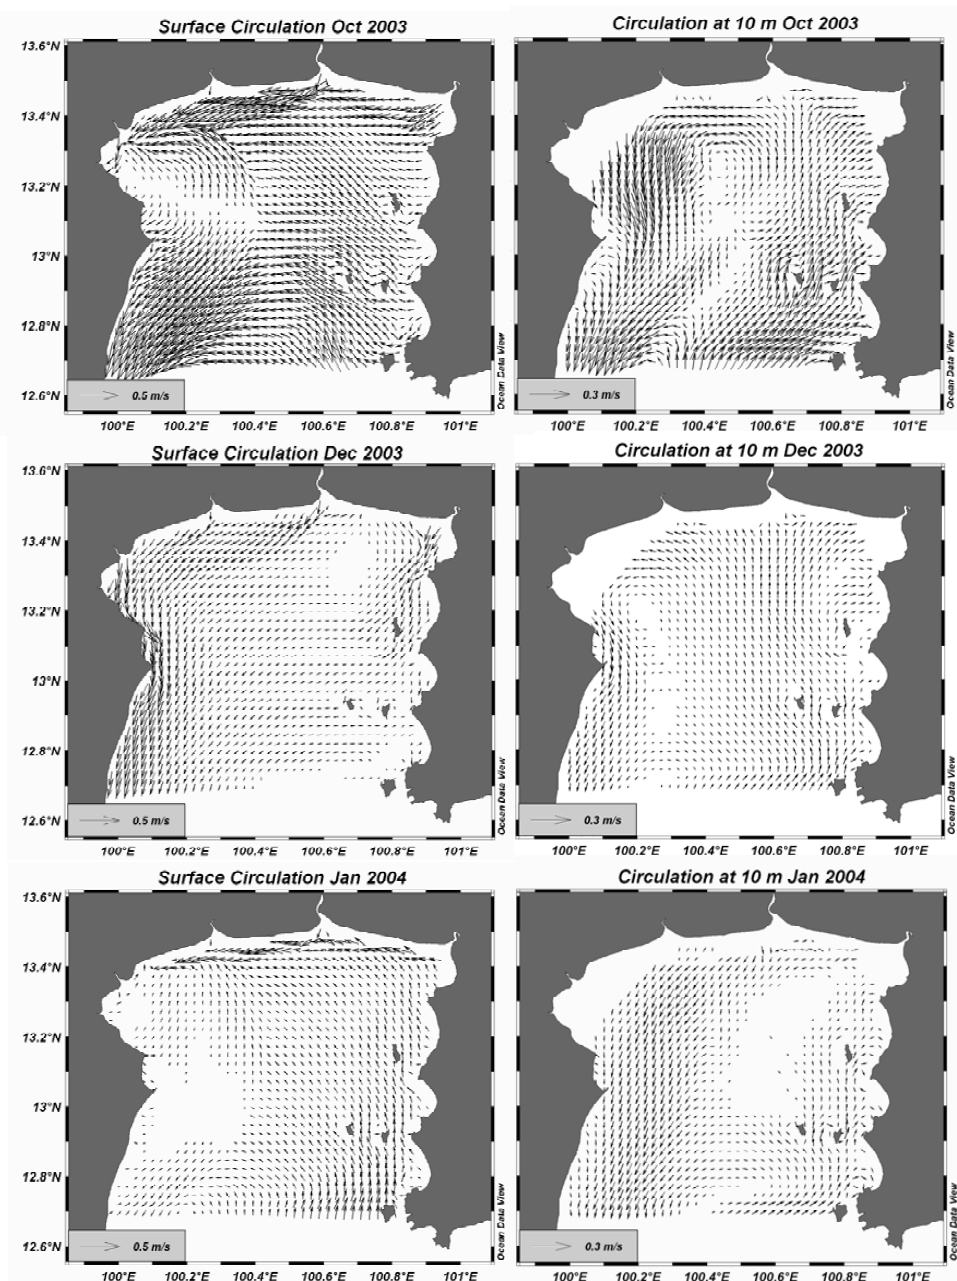 Surface Circulation Oct 2003
Circulation at 10 m Oct 2003
13.6°N
13.4°N
13.2°N
13°N
12.8°N
12.6°N
0.5 m/s
0.3 m/s
Ocean Data View
Ocean Data View
100°E 100.2°E 100.4°E 100.6°E 100.8°E 101°E
100°E 100.2°E 100.4°E 100.6°E 100.8°E 101°E
Surface Circulation Dec 2003
Circulation at 10 m Dec 2003
13.6°N
13.4°N
13.2°N
13°N
12.8°N
12.6°N
0.5 m/s
0.3 m/s
Ocean Data View
Ocean Data View
100°E 100.2°E 100.4°E 100.6°E 100.8°E 101°E
100°E 100.2°E 100.4°E 100.6°E 100.8°E 101°E
Surface Circulation Jan 2004
Circulation at 10 m Jan 2004
13.6°N
13.4°N
13.2°N
13°N
12.8°N
12.6°N
0.5 m/s
0.3 m/s
Ocean Data View
Ocean Data View
100°E 100.2°E 100.4°E 100.6°E 100.8°E 101°E
100°E 100.2°E 100.4°E 100.6°E 100.8°E 101°E